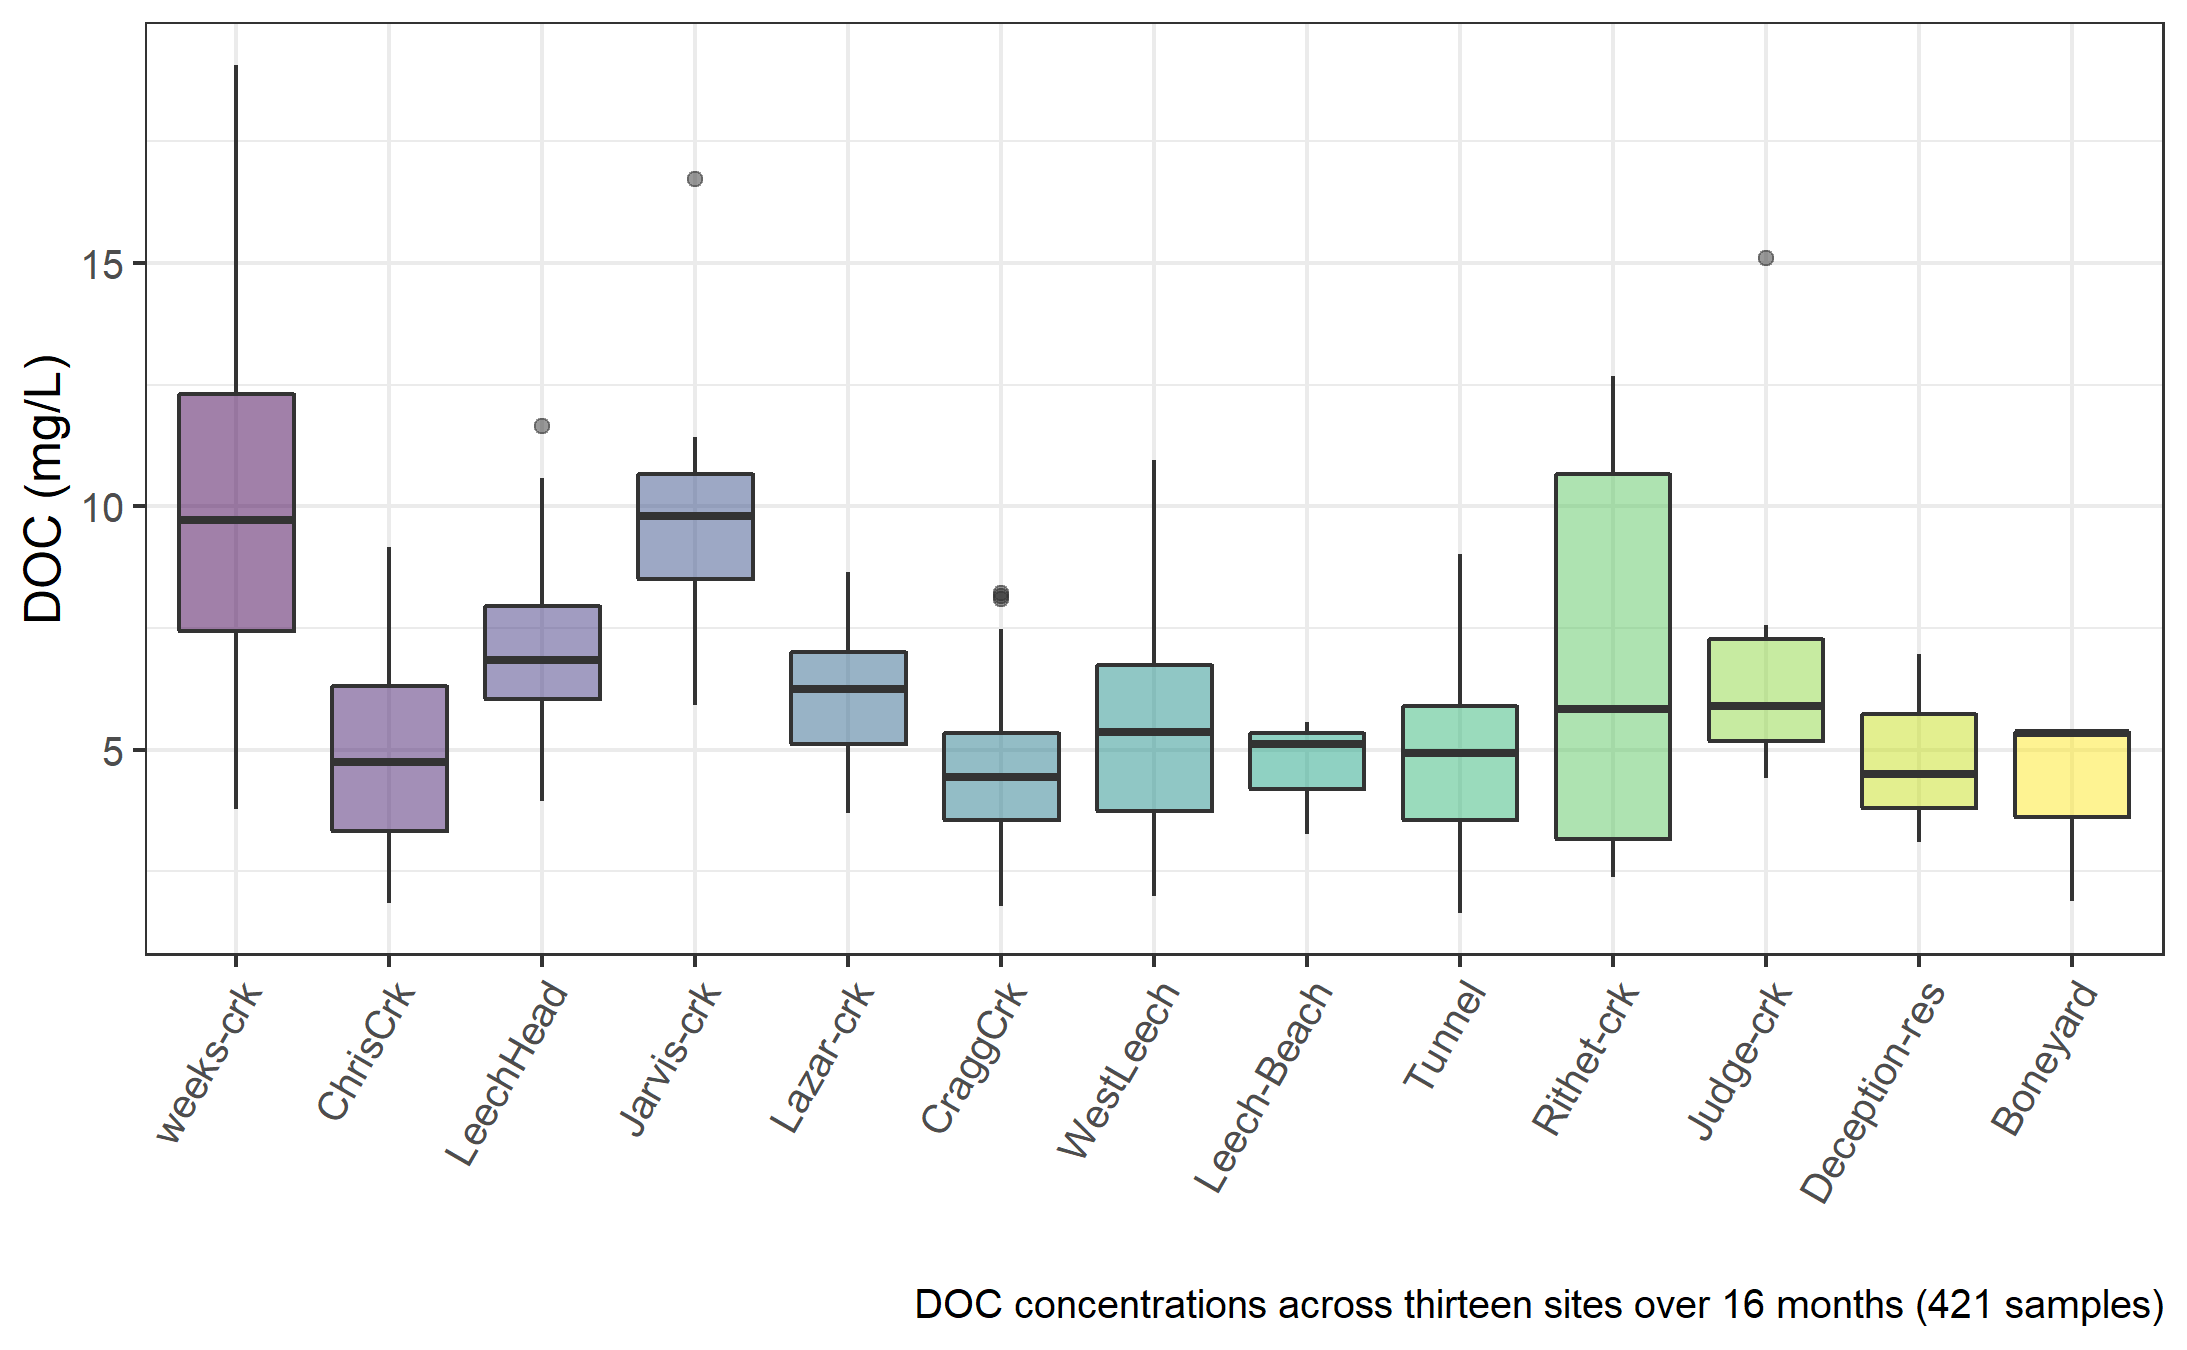 DOC (mg/L)
15
10
5
weeks-crk
ChrisCrk
LeechHead
Jarvis-crk
Lazar-crk
CraggCrk
WestLeech
Leech-Beach
Tunnel
Rithet-crk
Judge-crk
Deception-res
Boneyard
DOC concentrations across thirteen sites over 16 months (421 samples)